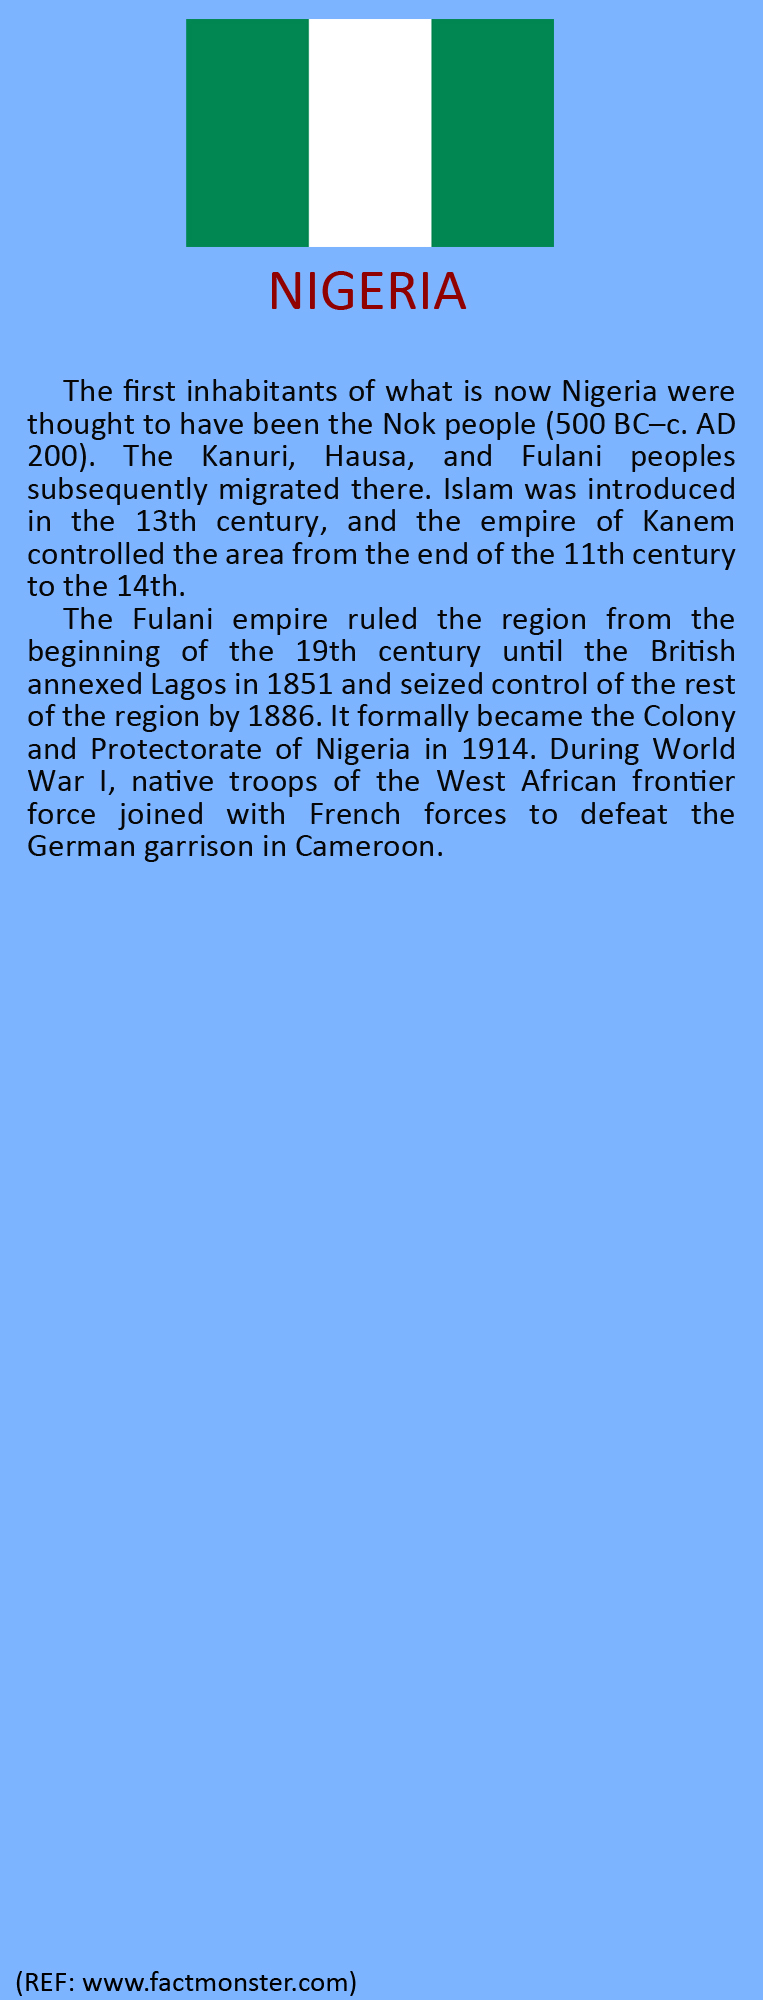 NIGERIA
The first inhabitants of what is now Nigeria were
thought to have been the Nok people (500 BC–c. AD
200). The Kanuri, Hausa, and Fulani peoples
subsequently migrated there. Islam was introduced
in the 13th century, and the empire of Kanem
controlled the area from the end of the 11th century
to the 14th.
The Fulani empire ruled the region from the
beginning of the 19th century until the British
annexed Lagos in 1851 and seized control of the rest
of the region by 1886. It formally became the Colony
and Protectorate of Nigeria in 1914. During World
War I, native troops of the West African frontier
force joined with French forces to defeat the
German garrison in Cameroon.
(REF: www.factmonster.com)